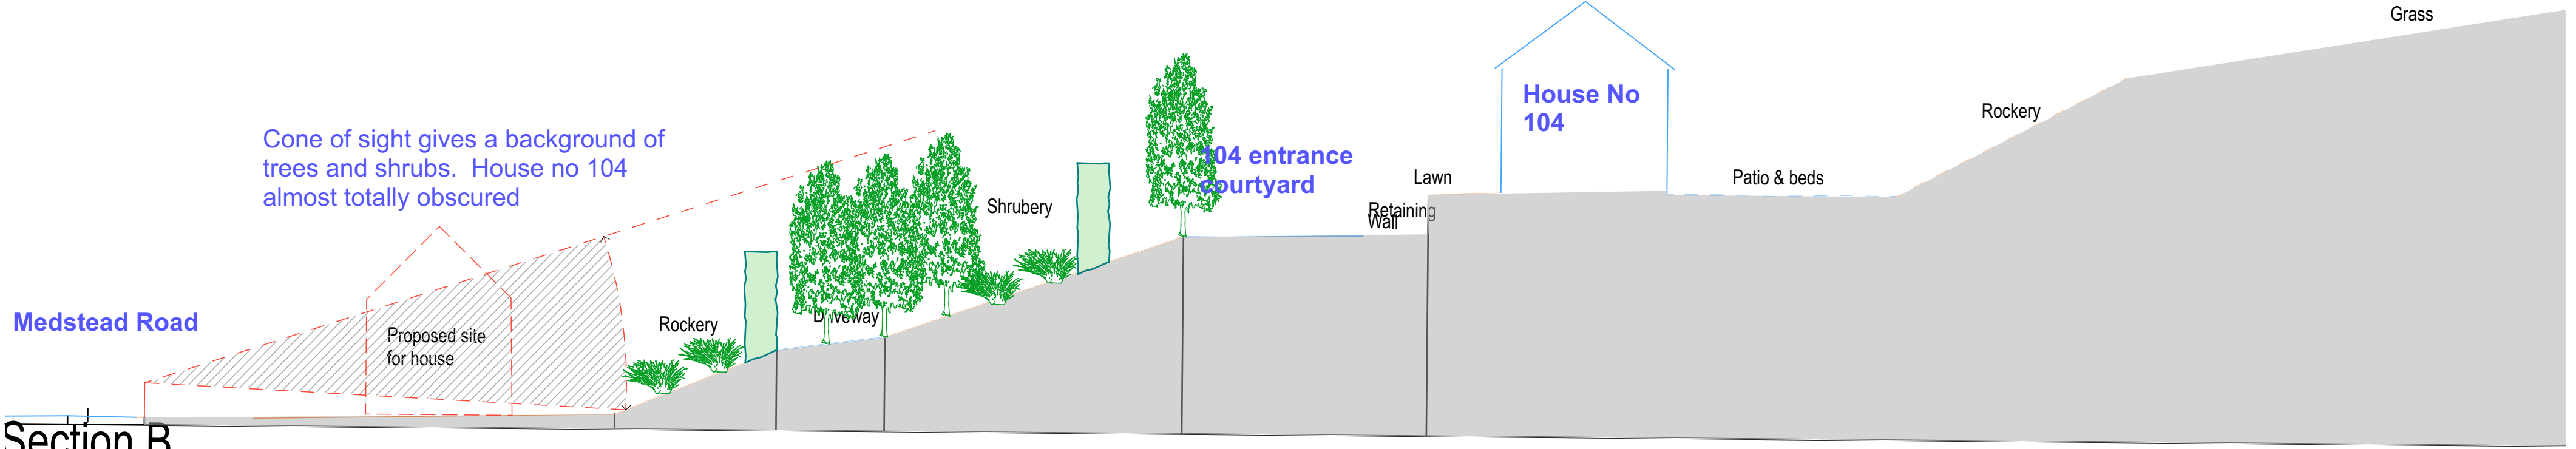 Grass
House No
104
Rockery
Cone of sight gives a background of
trees and shrubs. House no 104
almost totally obscured
104 entrance
courtyard
Lawn
Patio & beds
Shrubery
Retaining
Wall
Medstead Road
Rockery
Driveway
Proposed site
for house
Section B